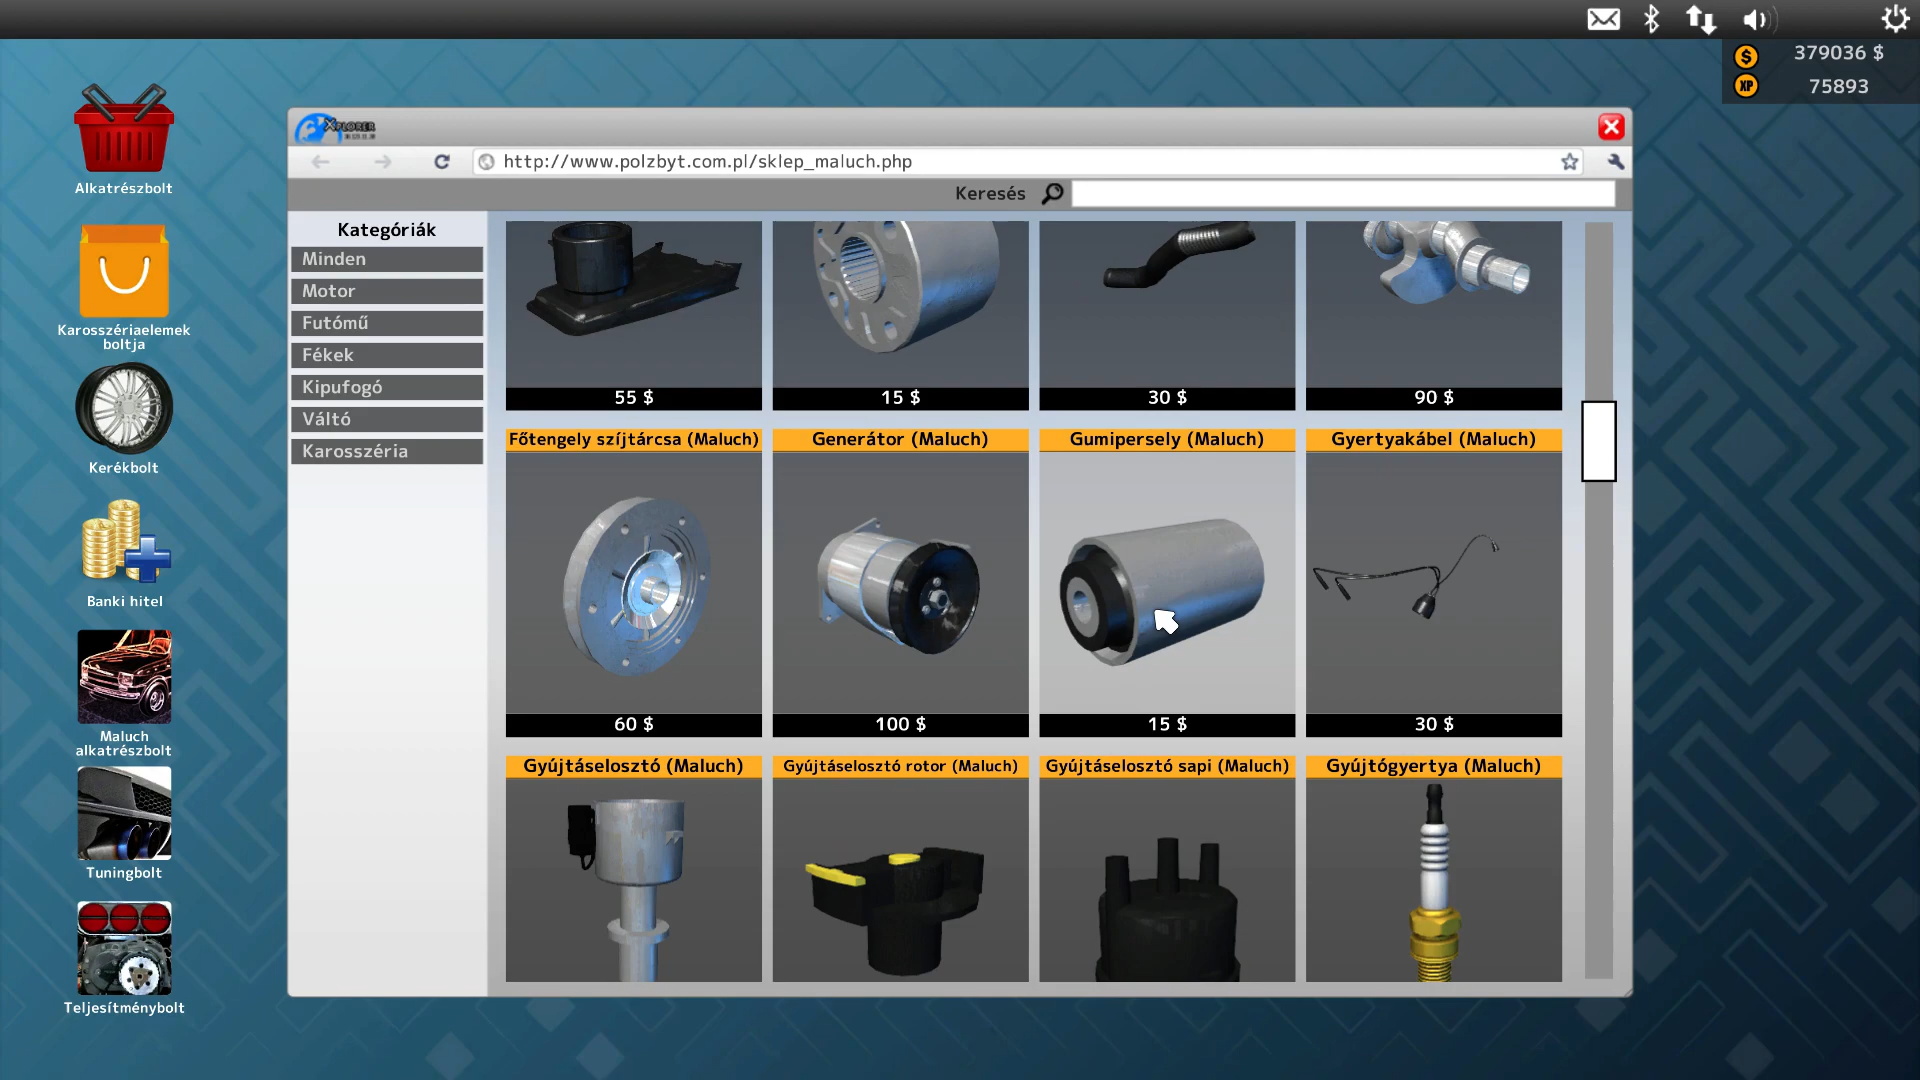 379036 $
75893
Alkatrészbolt
Karosszériaelemek
boltja
Kerékbolt
Banki hitel
Maluch
alkatrészbolt
Tuningbolt
Teljesítménybolt
XPLORER
http://www.polzbyt.com.pl/sklep_maluch.php
Keresés
Kategóriák
Minden
Motor
Futómű
Fékek
Kipufogó
Váltó
Karosszéria
55 $
15 $
30 $
90 $
Főtengely szíjtárcsa (Maluch)
Generátor (Maluch)
Gumipersely (Maluch)
Gyertyakábel (Maluch)
60 $
100 $
15 $
30 $
Gyújtáselosztó (Maluch)
Gyújtáselosztó rotor (Maluch)
Gyújtáselosztó sapi (Maluch)
Gyújtógyertya (Maluch)